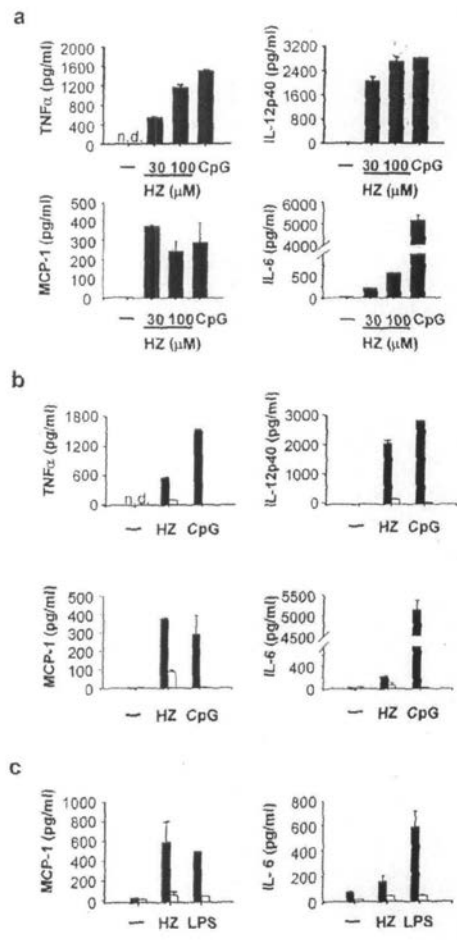 a
TNFα (pg/ml)
2000
1600
1200
800
400
0
n.d.
— 30 100 CpG
HZ (μM)
IL-12p40 (pg/ml)
3200
2400
1600
800
0
— 30 100 CpG
HZ (μM)
MCP-1 (pg/ml)
500
400
300
200
100
0
— 30 100 CpG
HZ (μM)
IL-6 (pg/ml)
6000
5000
4000
500
0
— 30 100 CpG
HZ (μM)
b
TNFα (pg/ml)
1800
1200
600
0
n.d.
— HZ CpG
IL-12p40 (pg/ml)
3000
2000
1000
0
— HZ CpG
MCP-1 (pg/ml)
500
400
300
200
100
0
— HZ CpG
IL-6 (pg/ml)
5500
5000
4500
400
0
— HZ CpG
c
MCP-1 (pg/ml)
1000
800
600
400
200
0
— HZ LPS
IL- 6 (pg/ml)
800
600
400
200
0
— HZ LPS